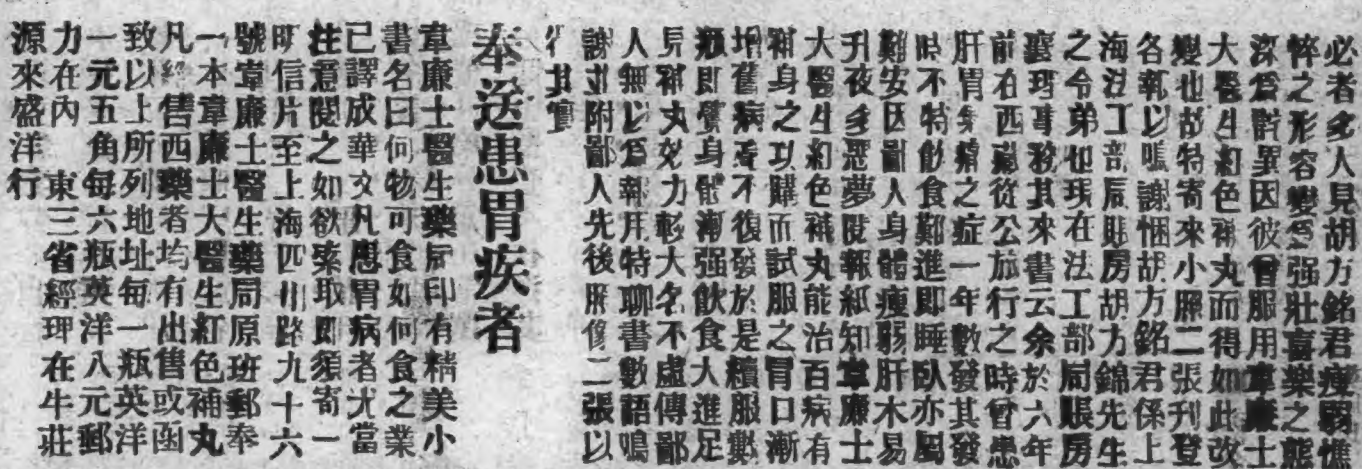 必者多人見胡方銘君瘦弱憔
悴之形容變爲强壯喜樂之態
深爲詫異因彼曾服用韋廉士
大醫生紅色補丸而得如此改
變也故特寄來小照二張刊登
各報以鳴謝悃胡方銘君係上
海法工部局賬房胡方錦先生
之令弟也現在法工部局賬房
襄理事務其來書云余於六年
前在西藏從公旅行之時曾患
肝胃氣痛之症一年數發其發
時不特飲食難進即睡臥亦屬
難安因鄙人身體瘦弱肝木易
升夜多惡夢閱報紙知韋廉士
大醫生紅色補丸能治百病有
補身之功購而試服之胃口漸
增舊病看不復發於是續服數
瓶即覺身體漸强飲食大進足
見補丸效力較大名不虛傳鄙
人無以爲報用特聊書數語鳴
謝並附鄙人先後照像二張以
徵其實
奉送患胃疾者
韋廉士醫生藥局印有精美小
書名曰何物可食如何食之業
已譯成華文凡患胃病者尤當
注意閱之如欲索取即須寄一
明信片至上海四川路九十六
號韋廉士醫生藥局原班郵奉
一本韋廉士大醫生紅色補丸
凡經售西藥者均有出售或函
致以上所列地址每一瓶英洋
一元五角每六瓶英洋八元郵
力在內　東三省經理在牛莊
源來盛洋行